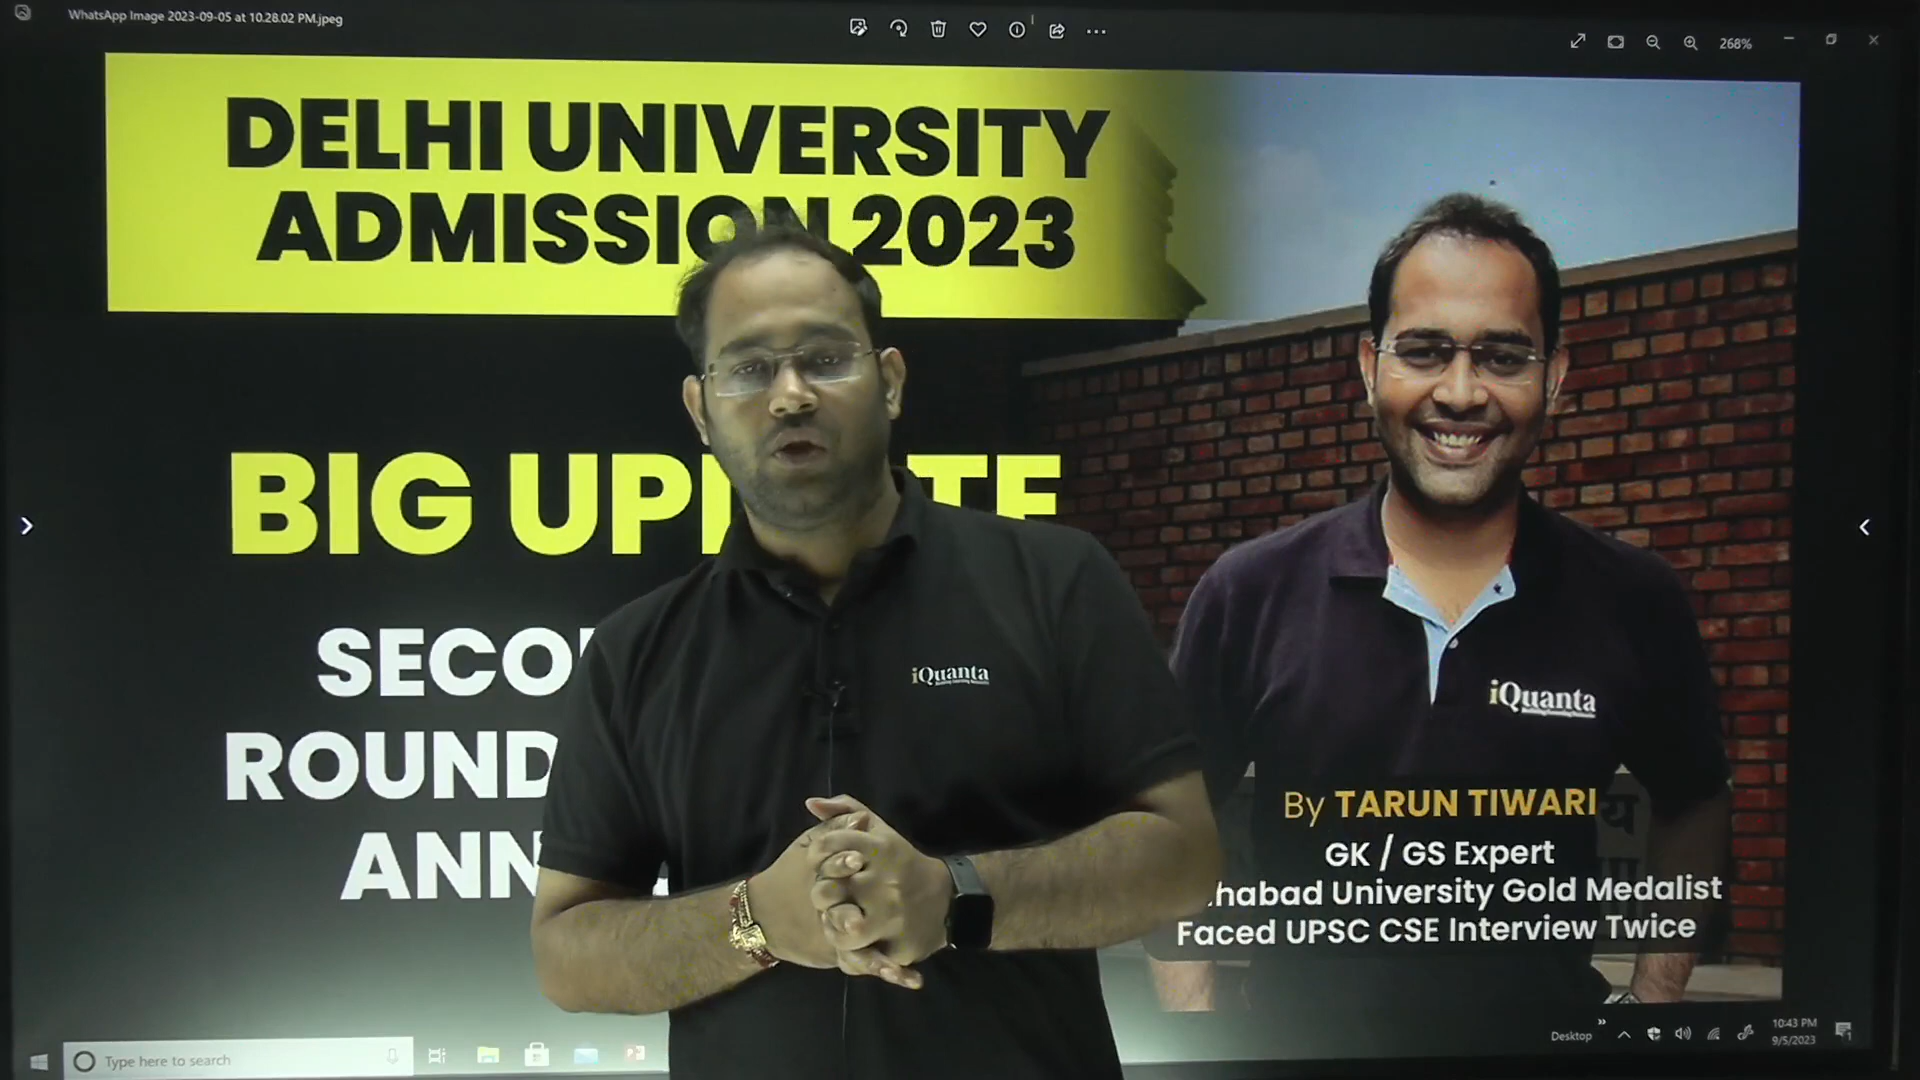 WhatsApp Image 2023-09-05 at 10.28.02 PM.jpeg
268%
DELHI UNIVERSITY
ADMISSION 2023
BIG UP TE
SECO
ROUND
ANN
iQuanta
iQuanta
By TARUN TIWARI
GK / GS Expert
habad University Gold Medalist
Faced UPSC CSE Interview Twice
Type here to search
Desktop
10:43 PM
9/5/2023